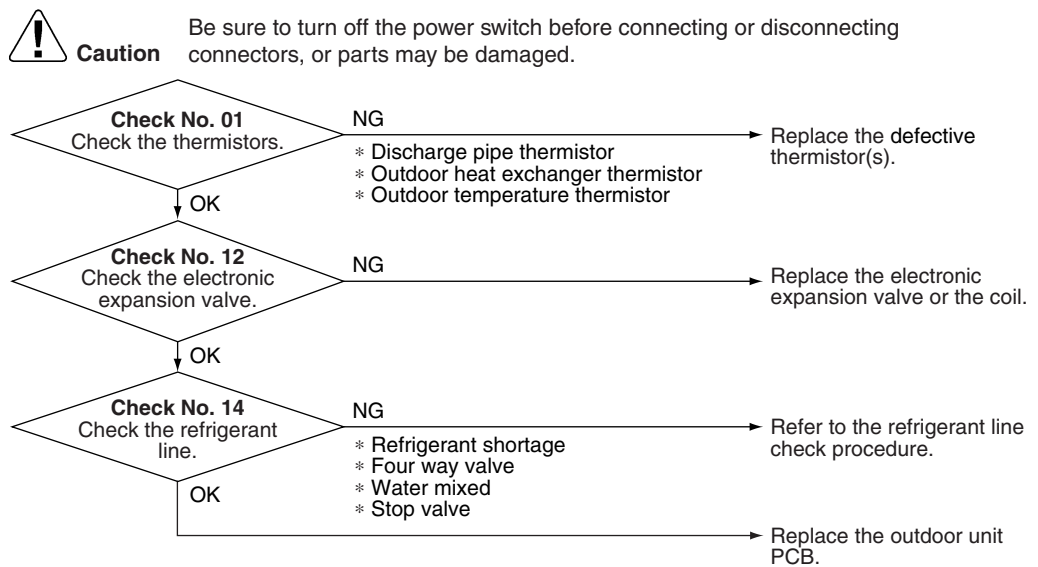 Be sure to turn off the power switch before connecting or disconnecting
Caution connectors, or parts may be damaged.
Check No. 01
Check the thermistors.
NG
* Discharge pipe thermistor
* Outdoor heat exchanger thermistor
* Outdoor temperature thermistor
Replace the defective
thermistor(s).
OK
Check No. 12
Check the electronic
expansion valve.
NG
Replace the electronic
expansion valve or the coil.
OK
Check No. 14
Check the refrigerant
line.
NG
* Refrigerant shortage
* Four way valve
* Water mixed
* Stop valve
Refer to the refrigerant line
check procedure.
OK
Replace the outdoor unit
PCB.